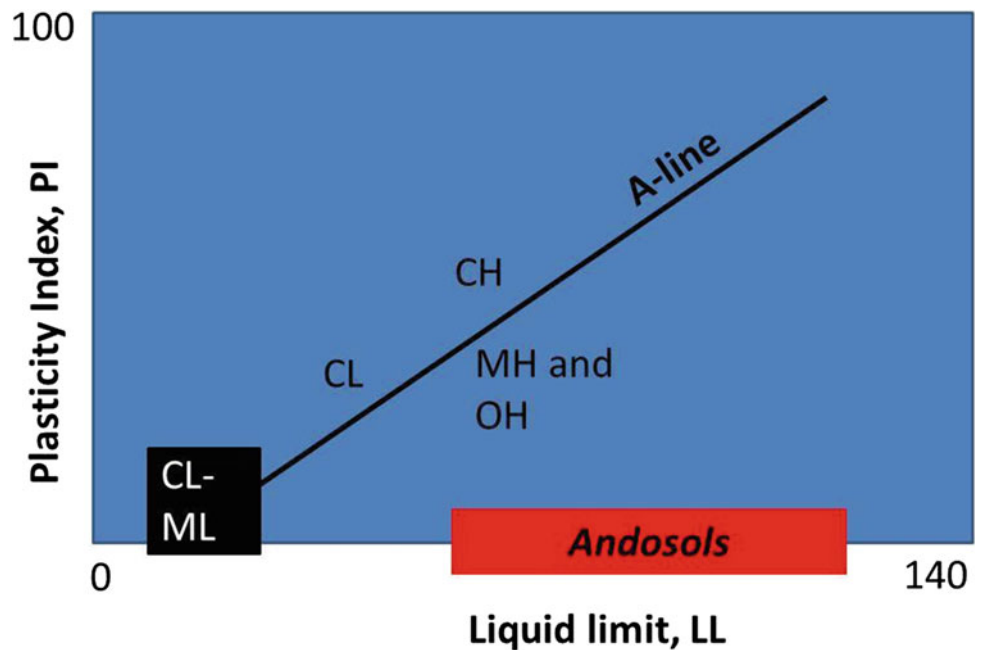 100
Plasticity Index, PI
A-line
CH
CL
MH and
OH
CL-
ML
Andosols
0
140
Liquid limit, LL